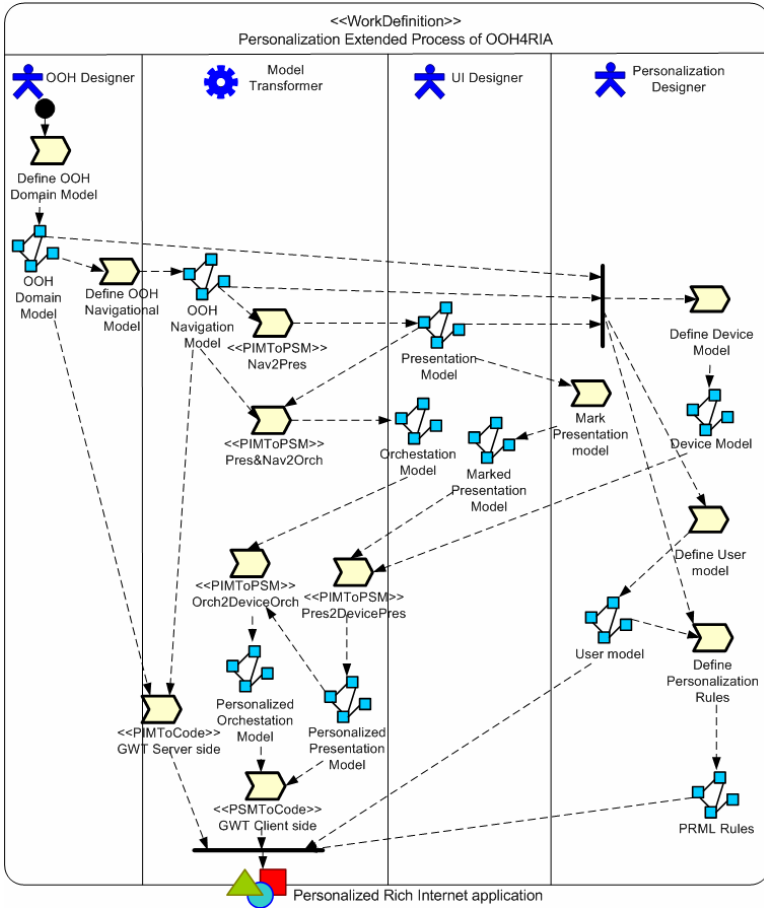 <<WorkDefinition>>
Personalization Extended Process of OOH4RIA
OOH Designer
Model
Transformer
UI Designer
Personalization
Designer
Define OOH
Domain Model
OOH
Domain
Model
Define OOH
Navigational
Model
OOH
Navigation
Model
<<PIMToPSM>>
Nav2Pres
Presentation
Model
Define Device
Model
<<PIMToPSM>>
Pres&Nav2Orch
Orchestation
Model
Marked
Presentation
Model
Mark
Presentation
model
Device Model
<<PIMToPSM>>
Orch2DeviceOrch
<<PIMToPSM>>
Pres2DevicePres
Define User
model
User model
Define
Personalization
Rules
<<PIMToCode>>
GWT Server side
Personalized
Orchestation
Model
Personalized
Presentation
Model
<<PSMToCode>>
GWT Client side
PRML Rules
Personalized Rich Internet application